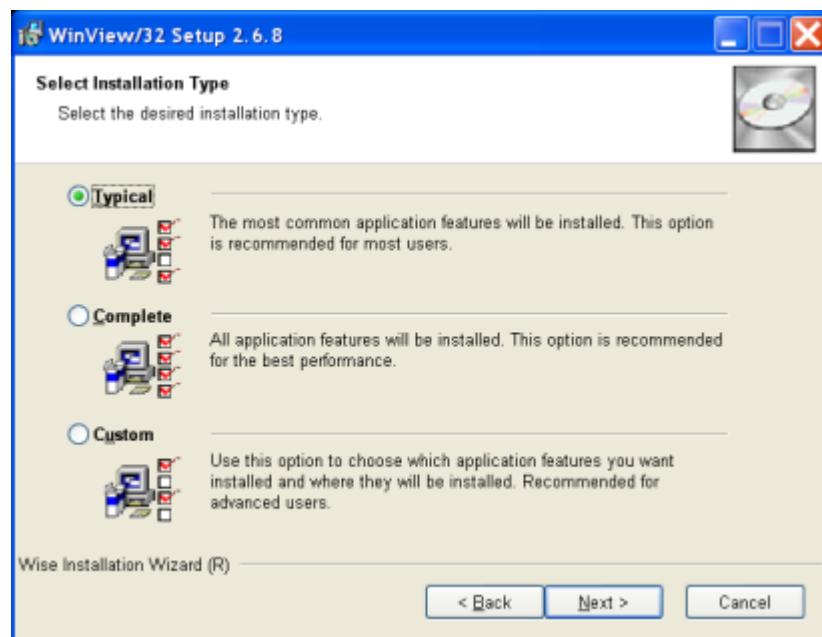 WinView/32 Setup 2.6.8
Select Installation Type
Select the desired installation type.
Typical
The most common application features will be installed. This option
is recommended for most users.
Complete
All application features will be installed. This option is recommended
for the best performance.
Custom
Use this option to choose which application features you want
installed and where they will be installed. Recommended for
advanced users.
Wise Installation Wizard (R)
< Back Next > Cancel